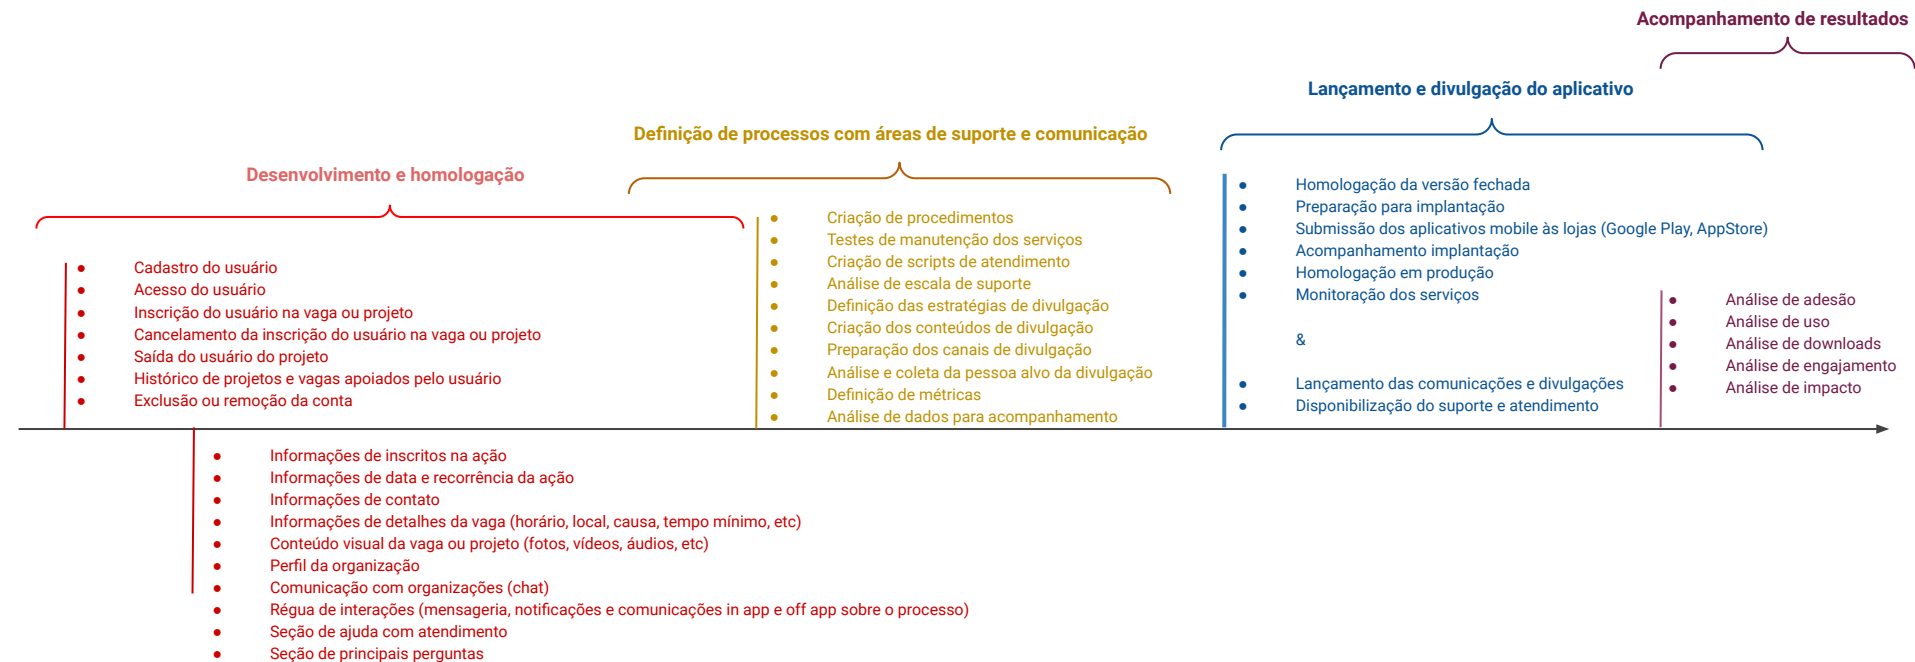 Acompanhamento de resultados
Lançamento e divulgação do aplicativo
Definição de processos com áreas de suporte e comunicação
Desenvolvimento e homologação
● Cadastro do usuário
● Acesso do usuário
● Inscrição do usuário na vaga ou projeto
● Cancelamento da inscrição do usuário na vaga ou projeto
● Saída do usuário do projeto
● Histórico de projetos e vagas apoiados pelo usuário
● Exclusão ou remoção da conta
● Informações de inscritos na ação
● Informações de data e recorrência da ação
● Informações de contato
● Informações de detalhes da vaga (horário, local, causa, tempo mínimo, etc)
● Conteúdo visual da vaga ou projeto (fotos, vídeos, áudios, etc)
● Perfil da organização
● Comunicação com organizações (chat)
● Régua de interações (mensageria, notificações e comunicações in app e off app sobre o processo)
● Seção de ajuda com atendimento
● Seção de principais perguntas
● Criação de procedimentos
● Testes de manutenção dos serviços
● Criação de scripts de atendimento
● Análise de escala de suporte
● Definição das estratégias de divulgação
● Criação dos conteúdos de divulgação
● Preparação dos canais de divulgação
● Análise e coleta da pessoa alvo da divulgação
● Definição de métricas
● Análise de dados para acompanhamento
● Homologação da versão fechada
● Preparação para implantação
● Submissão dos aplicativos mobile às lojas (Google Play, AppStore)
● Acompanhamento implantação
● Homologação em produção
● Monitoração dos serviços
&
● Lançamento das comunicações e divulgações
● Disponibilização do suporte e atendimento
● Análise de adesão
● Análise de uso
● Análise de downloads
● Análise de engajamento
● Análise de impacto